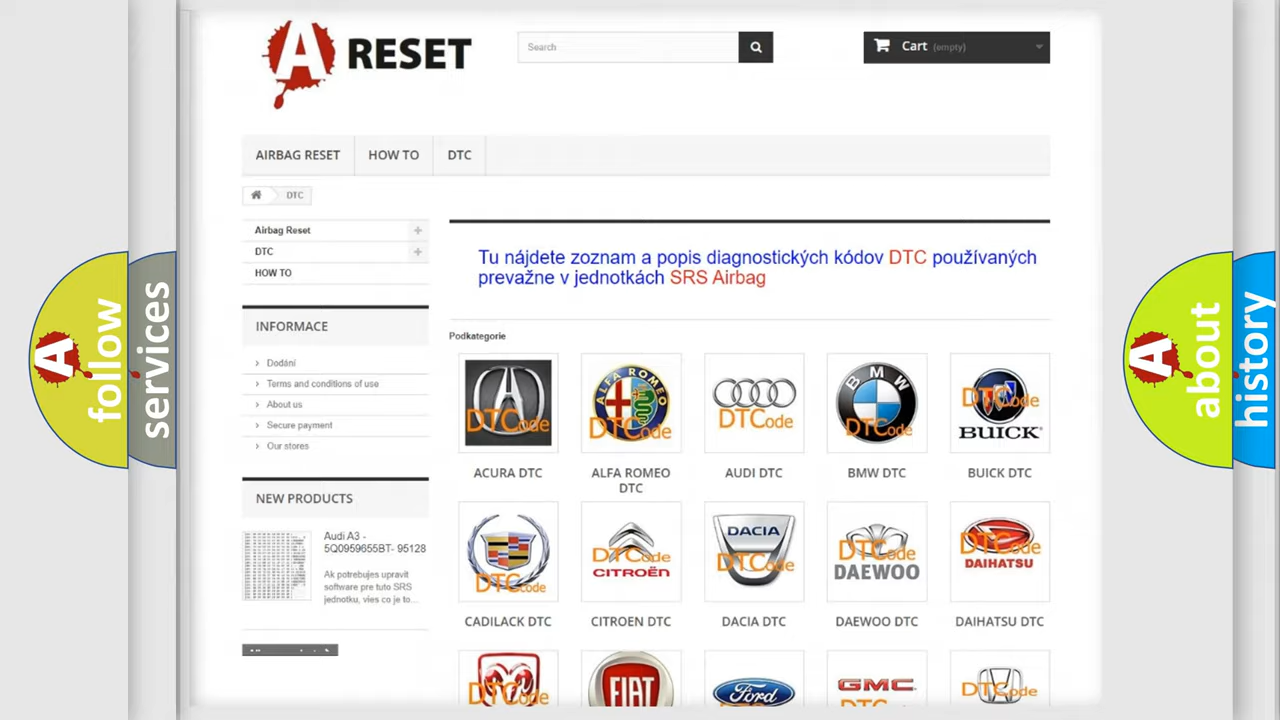 A RESET
Search
Cart (empty)
AIRBAG RESET
HOW TO
DTC
DTC
Airbag Reset
DTC
HOW TO
INFORMACE
Dodání
Terms and conditions of use
About us
Secure payment
Our stores
NEW PRODUCTS
Audi A3 -
5Q0959655BT- 95128
Ak potrebujes upravit
software pre tuto SRS
jednotku, vies co je to...
Tu nájdete zoznam a popis diagnostických kódov DTC používaných
prevažne v jednotkách SRS Airbag
Podkategorie
DTCode
ALFA ROMEO
DTCode
DTCode
BMW
DTCode
DTCode
BUICK
ACURA DTC
ALFA ROMEO
DTC
AUDI DTC
BMW DTC
BUICK DTC
DTCode
DTCode
CITROËN
DACIA
DTCode
DTCode
DAEWOO
DTCode
DAIHATSU
CADILACK DTC
CITROEN DTC
DACIA DTC
DAEWOO DTC
DAIHATSU DTC
DTCode
FIAT
Ford
GMC
DTCode
A follow
services
A about
history